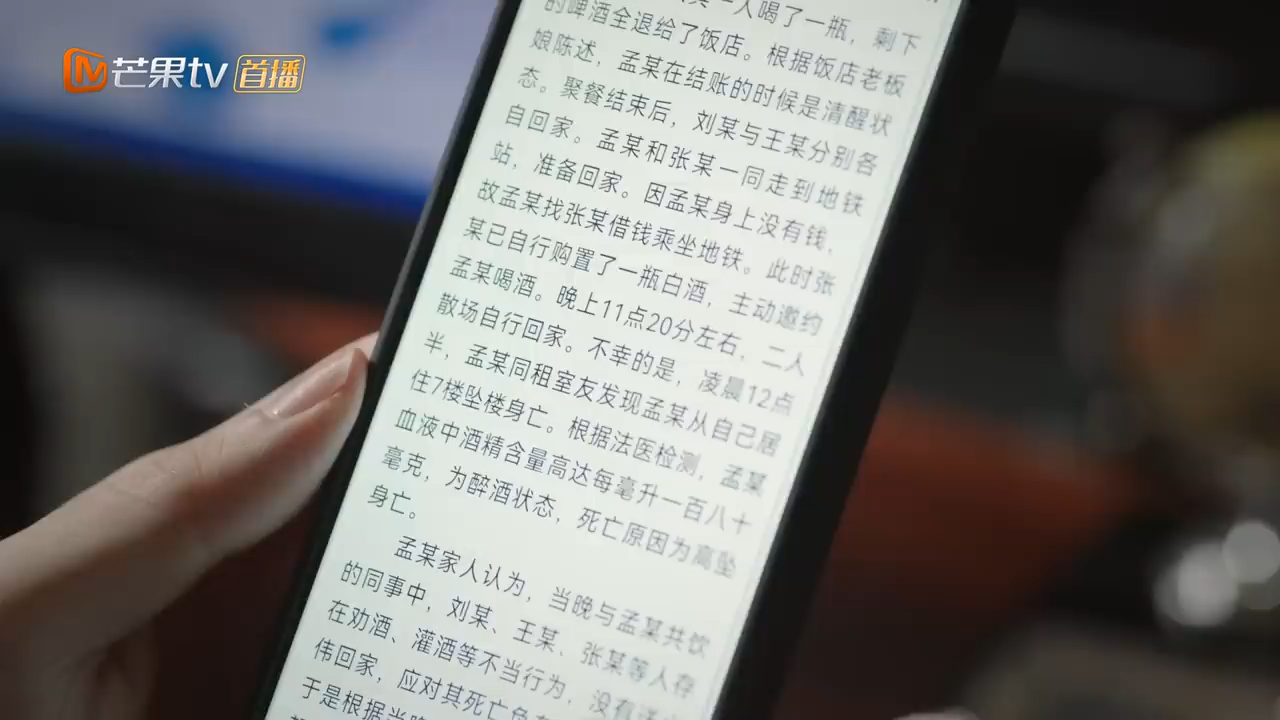 芒果tv 首播
人喝了一瓶，剩下
的啤酒全退给了饭店。根据饭店老板
娘陈述，孟某在结账的时候是清醒状
态。聚餐结束后，刘某与王某分别各
自回家。孟某和张某一同走到地铁
站，准备回家。因孟某身上没有钱，
故孟某找张某借钱乘坐地铁。此时张
某已自行购置了一瓶白酒，主动邀约
孟某喝酒。晚上11点20分左右，二人
散场自行回家。不幸的是，凌晨12点
半，孟某同租室友发现孟某从自己居
住7楼坠楼身亡。根据法医检测，孟某
血液中酒精含量高达每毫升一百八十
毫克，为醉酒状态，死亡原因为高坠
身亡。
孟某家人认为，当晚与孟某共饮
的同事中，刘某、王某、张某等人存
在劝酒、灌酒等不当行为，没有
伟回家，应对其死亡负
于是根据当